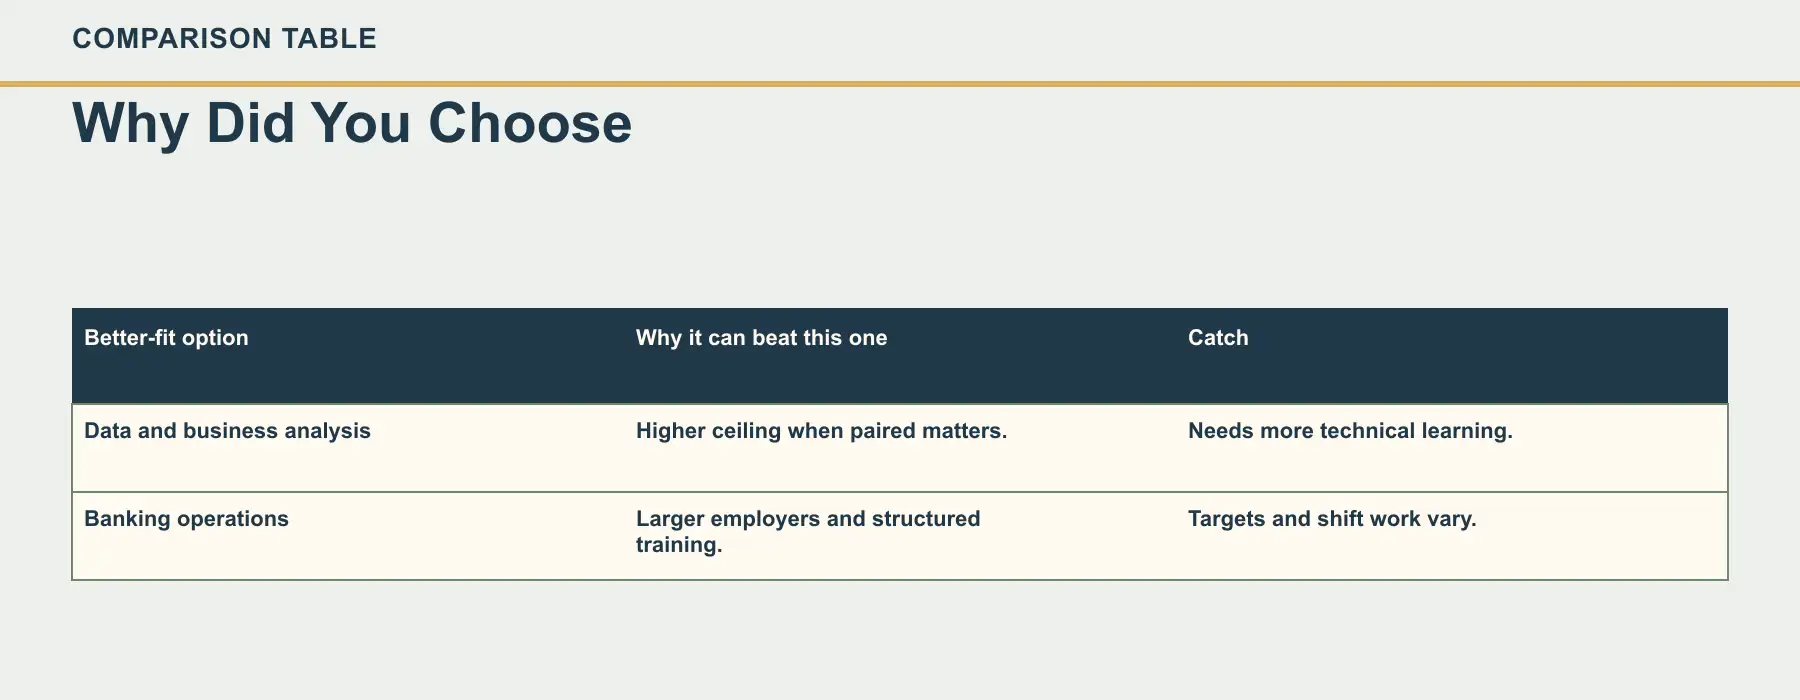 COMPARISON TABLE
Why Did You Choose
Better-fit option
Why it can beat this one
Catch
Data and business analysis
Higher ceiling when paired matters.
Needs more technical learning.
Banking operations
Larger employers and structured
training.
Targets and shift work vary.